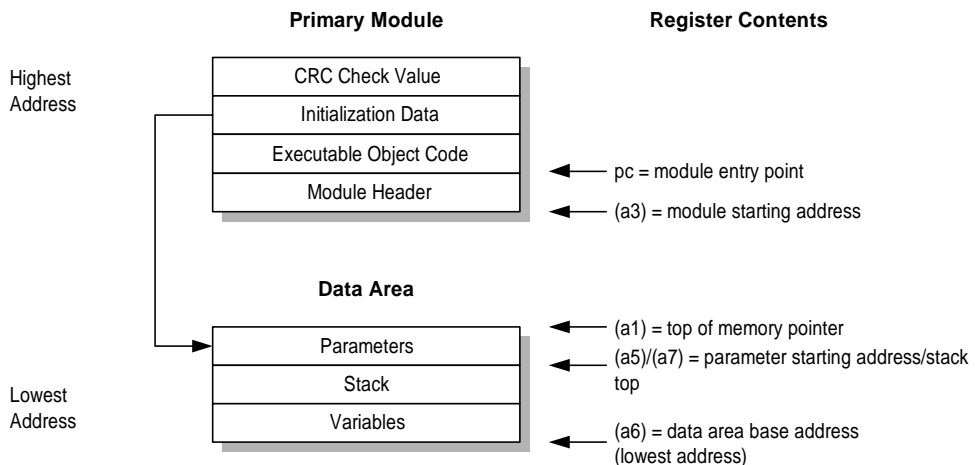 Primary Module
Register Contents
Highest
Address
CRC Check Value
Initialization Data
Executable Object Code
Module Header
pc = module entry point
(a3) = module starting address
Data Area
Parameters
Stack
Variables
(a1) = top of memory pointer
(a5)/(a7) = parameter starting address/stack
top
Lowest
Address
(a6) = data area base address
(lowest address)